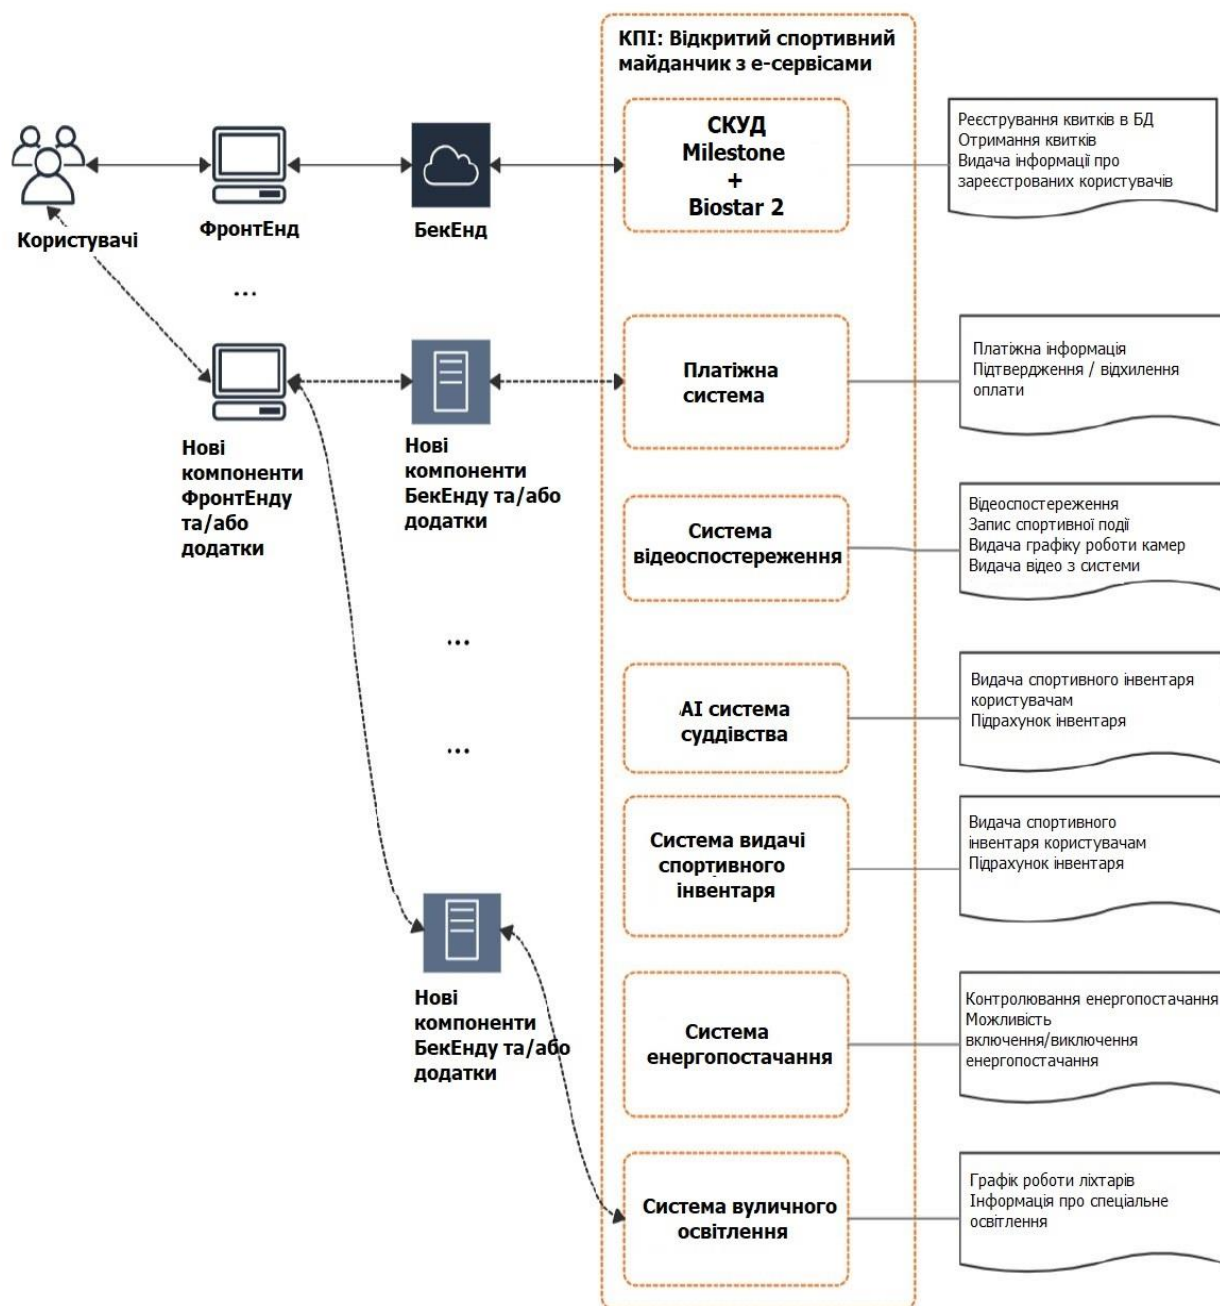 КПІ: Відкритий спортивний
майданчик з е-сервісами
СКУД
Milestone
+
Biostar 2
Реєстрування квитків в БД
Отримання квитків
Видача інформації про
зареєстрованих користувачів
Користувачі
ФронтЕнд
БекЕнд
...
Платіжна
система
Платіжна інформація
Підтвердження / відхилення
оплати
Нові
компоненти
ФронтЕнду
та/або
додатки
Нові
компоненти
БекЕнду та/або
додатки
Система
відеоспостереження
Відеоспостереження
Запис спортивної події
Видача графіку роботи камер
Видача відео з системи
...
АІ система
суддівства
Видача спортивного інвентаря
користувачам
Підрахунок інвентаря
...
Система видачі
спортивного
інвентаря
Видача спортивного
інвентаря користувачам
Підрахунок інвентаря
Нові
компоненти
БекЕнду та/або
додатки
Система
енергопостачання
Контролювання енергопостачання
Можливість
включення/виключення
енергопостачання
Система вуличного
освітлення
Графік роботи ліхтарів
Інформація про спеціальне
освітлення